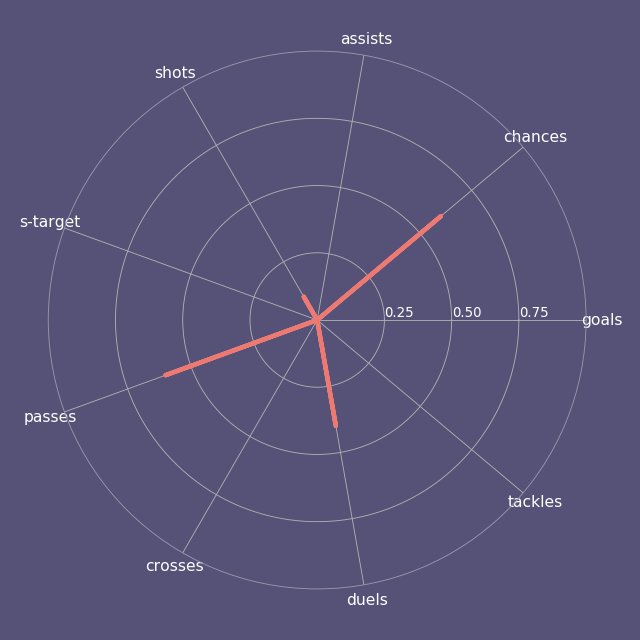 assists
shots
chances
s-target
0.25
0.50
0.75
goals
passes
tackles
crosses
duels